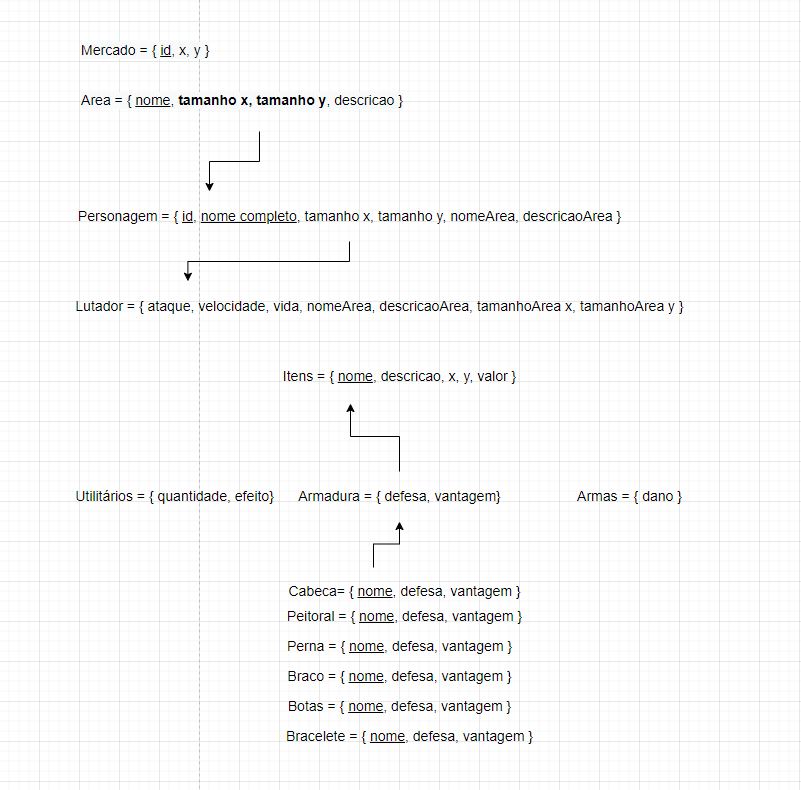 Mercado = { id, x, y }
Area = { nome, tamanho x, tamanho y, descricao }
Personagem = { id, nome completo, tamanho x, tamanho y, nomeArea, descricaoArea }
Lutador = { ataque, velocidade, vida, nomeArea, descricaoArea, tamanhoArea x, tamanhoArea y }
Itens = { nome, descricao, x, y, valor }
Utilitários = { quantidade, efeito}
Armadura = { defesa, vantagem}
Armas = { dano }
Cabeca= { nome, defesa, vantagem }
Peitoral = { nome, defesa, vantagem }
Perna = { nome, defesa, vantagem }
Braco = { nome, defesa, vantagem }
Botas = { nome, defesa, vantagem }
Bracelete = { nome, defesa, vantagem }